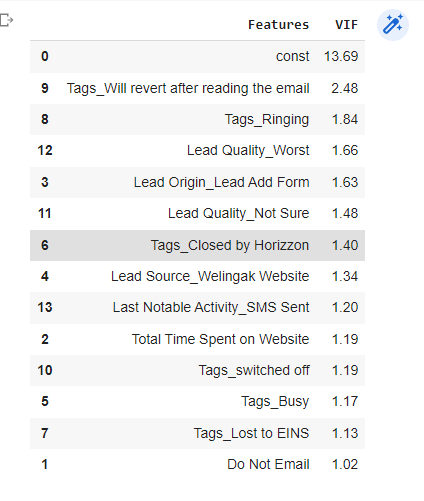 Features VIF
0 const 13.69
9 Tags_Will revert after reading the email 2.48
8 Tags_Ringing 1.84
12 Lead Quality_Worst 1.66
3 Lead Origin_Lead Add Form 1.63
11 Lead Quality_Not Sure 1.48
6 Tags_Closed by Horizzon 1.40
4 Lead Source_Welingak Website 1.34
13 Last Notable Activity_SMS Sent 1.20
2 Total Time Spent on Website 1.19
10 Tags_switched off 1.19
5 Tags_Busy 1.17
7 Tags_Lost to EINS 1.13
1 Do Not Email 1.02